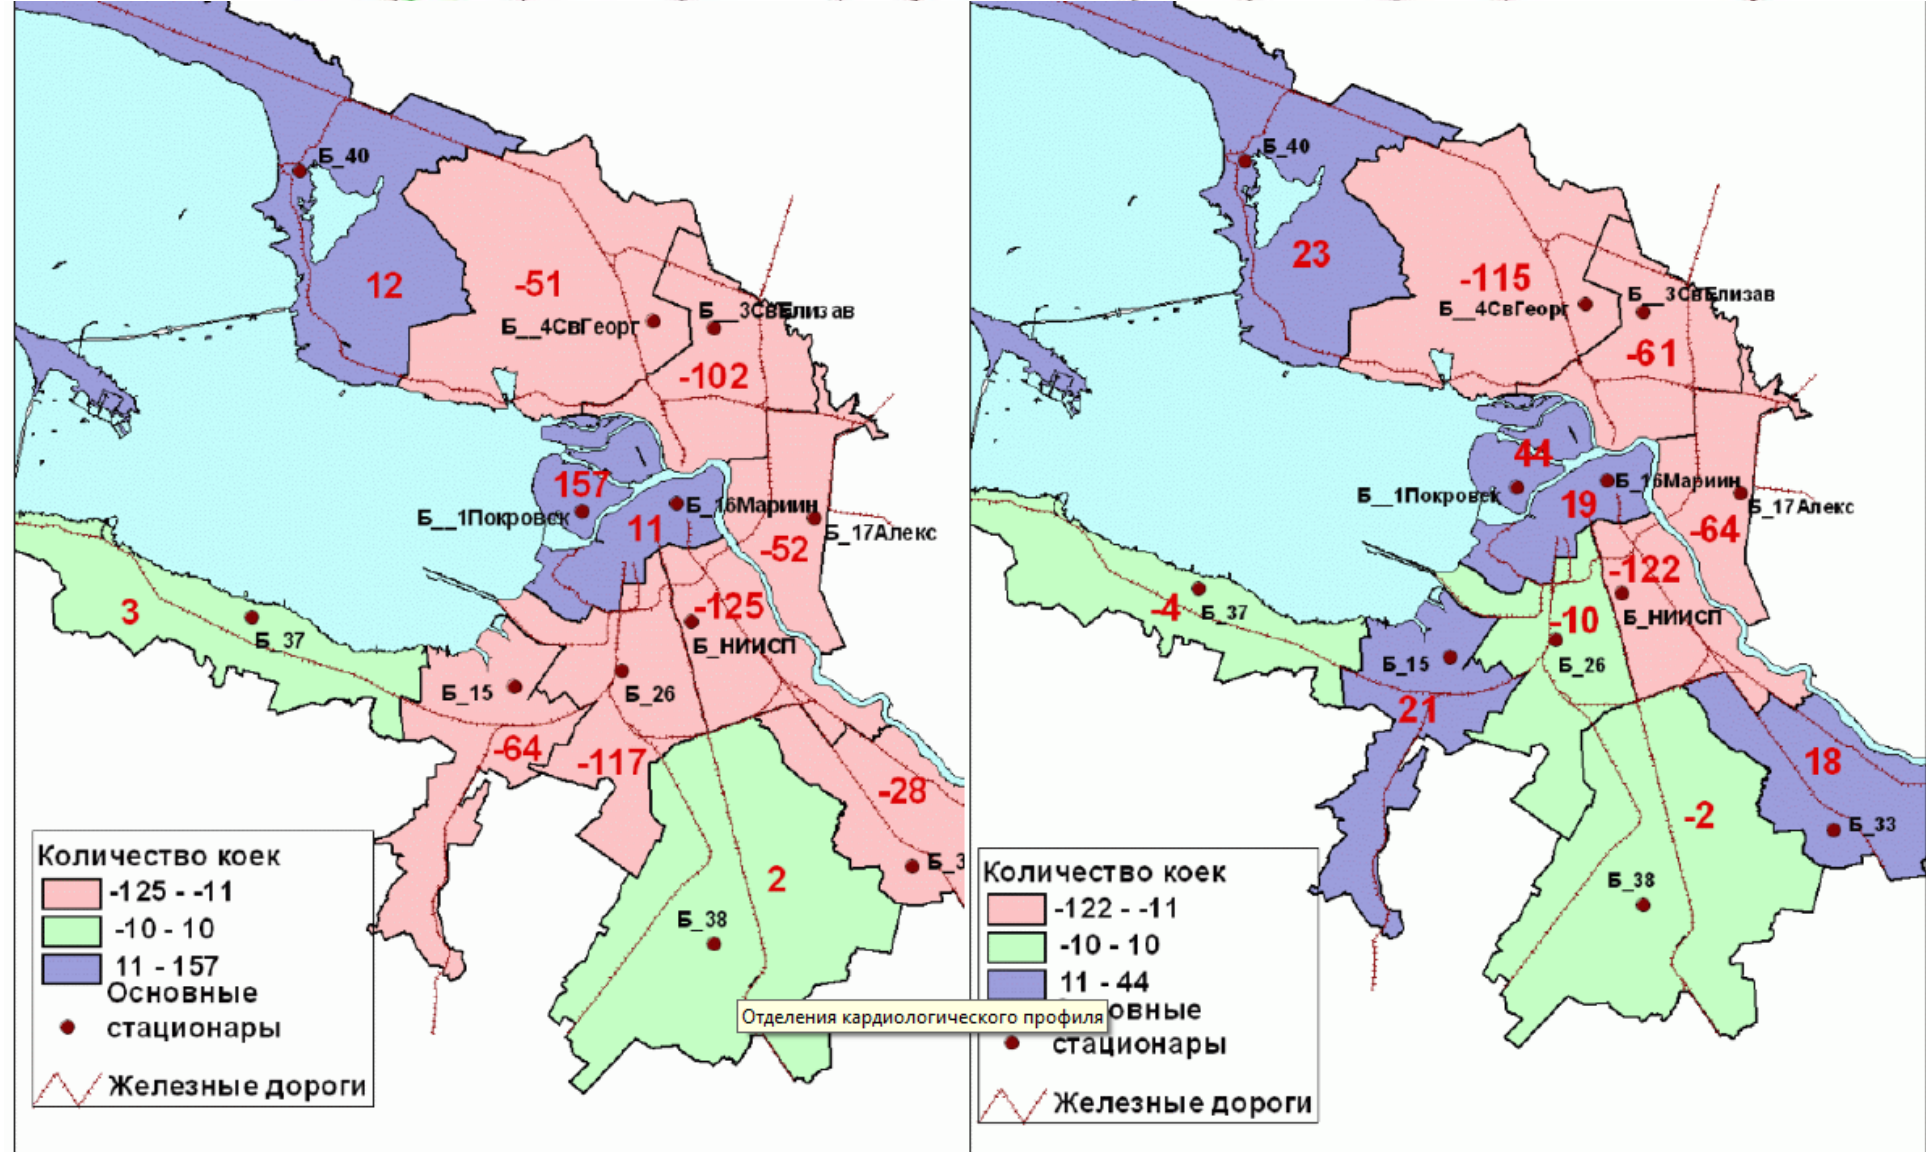 Б_40
12
-51
Б__4СвГеорг
Б__3СвЕлизав
-102
157
Б__1Покровск
Б_16Мариин
11
-52
Б_17Алекс
-125
Б_НИИСП
3
Б_37
Б_15
Б_26
-64
-117
-28
Б_3
2
Б_38
Количество коек
-125 - -11
-10 - 10
11 - 157
Основные
стационары
Железные дороги
Отделения кардиологического профиля
Б_40
23
-115
Б__4СвГеорг
Б__3СвЕлизав
-61
44
Б__1Покровск
Б_16Мариин
19
-64
Б_17Алекс
-122
Б_НИИСП
-4
Б_37
-10
Б_15
Б_26
21
18
Б_33
-2
Б_38
Количество коек
-122 - -11
-10 - 10
11 - 44
овные
стационары
Железные дороги